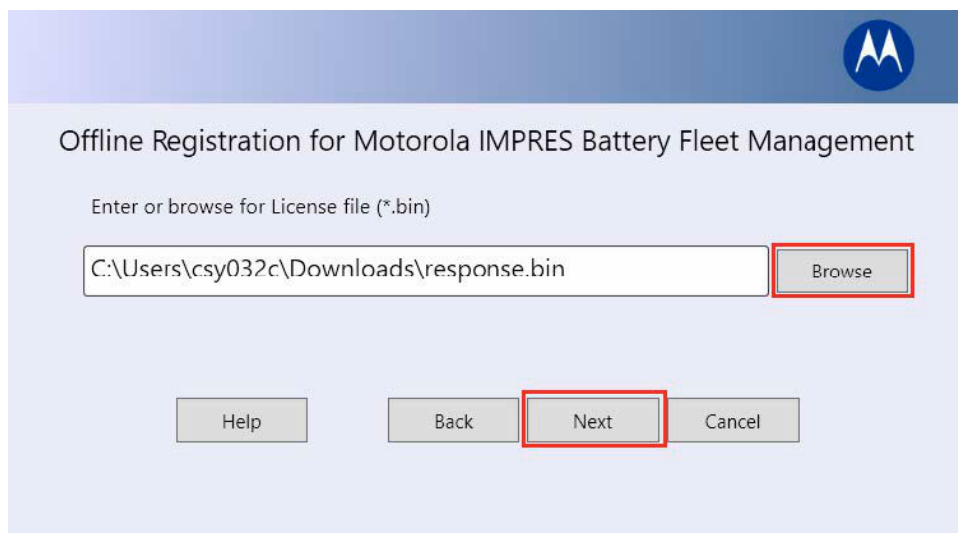 Offline Registration for Motorola IMPRES Battery Fleet Management
Enter or browse for License file (*.bin)
C:\Users\csy032c\Downloads\response.bin
Browse
Help
Back
Next
Cancel